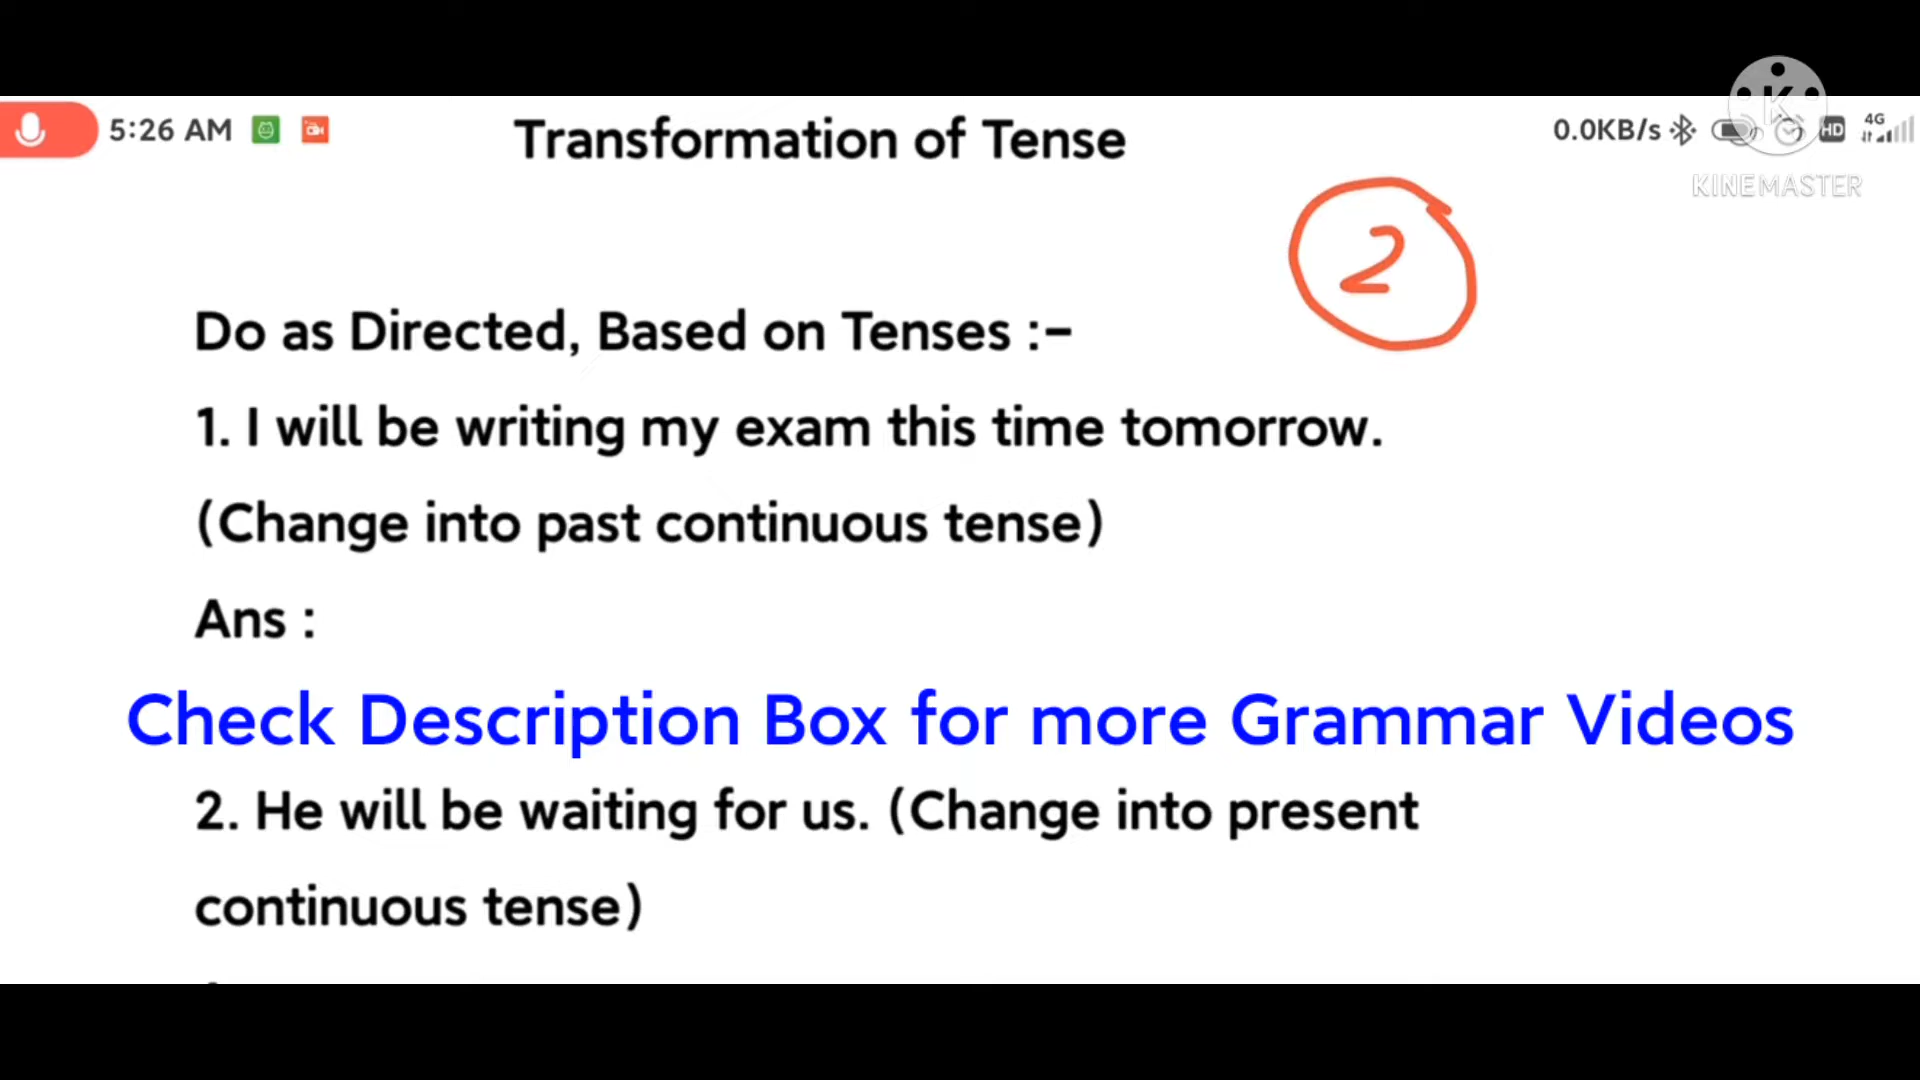 5:26 AM
Transformation of Tense
0.0KB/s
HD
4G
KINEMASTER
2
Do as Directed, Based on Tenses :-
1. I will be writing my exam this time tomorrow.
(Change into past continuous tense)
Ans :
Check Description Box for more Grammar Videos
2. He will be waiting for us. (Change into present
continuous tense)